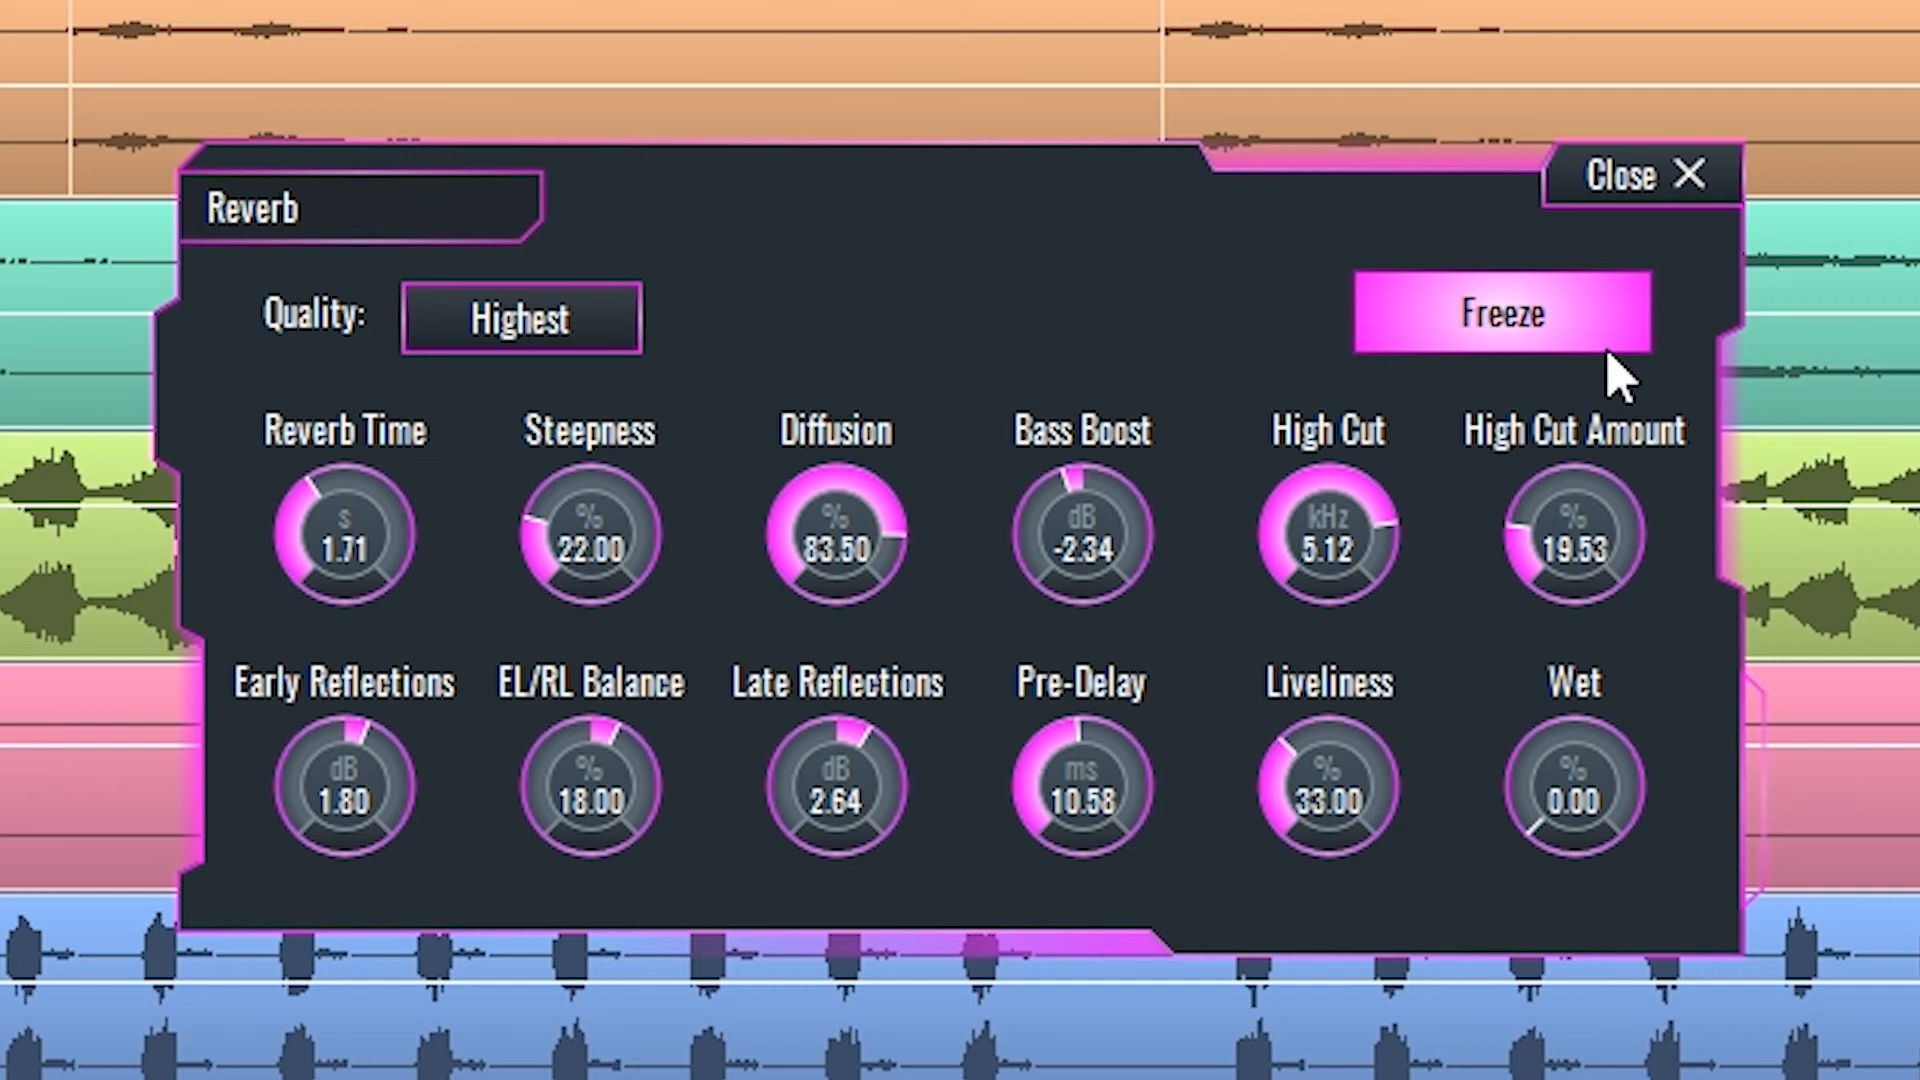 Close
Reverb
Quality:
Highest
Freeze
Reverb Time
Steepness
Diffusion
Bass Boost
High Cut
High Cut Amount
s
1.71
%
22.00
%
83.50
dB
-2.34
kHz
5.12
%
19.53
Early Reflections
EL/RL Balance
Late Reflections
Pre-Delay
Liveliness
Wet
dB
1.80
%
18.00
dB
2.64
ms
10.58
%
33.00
%
0.00